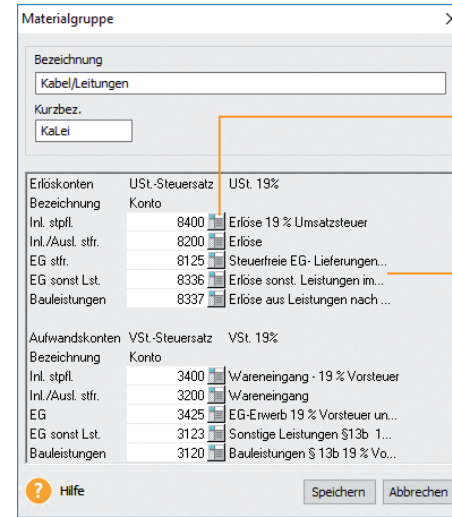 Materialgruppe
Bezeichnung
Kabel/Leitungen
Kurzbez.
KaLei
Erlöskonten USt.-Steuersatz USt. 19%
Bezeichnung Konto
Inl. stpfl. 8400 Erlöse 19 % Umsatzsteuer
Inl./Ausl. stfr. 8200 Erlöse
EG stfr. 8125 Steuerfreie EG- Lieferungen...
EG sonst Lst. 8336 Erlöse sonst. Leistungen im...
Bauleistungen 8337 Erlöse aus Leistungen nach ...
Aufwandskonten VSt.-Steuersatz VSt. 19%
Bezeichnung Konto
Inl. stpfl. 3400 Wareneingang - 19 % Vorsteuer
Inl./Ausl. stfr. 3200 Wareneingang
EG 3425 EG-Erwerb 19 % Vorsteuer un...
EG sonst Lst. 3123 Sonstige Leistungen §13b 1...
Bauleistungen 3120 Bauleistungen § 13b 19 % Vo...
? Hilfe Speichern Abbrechen